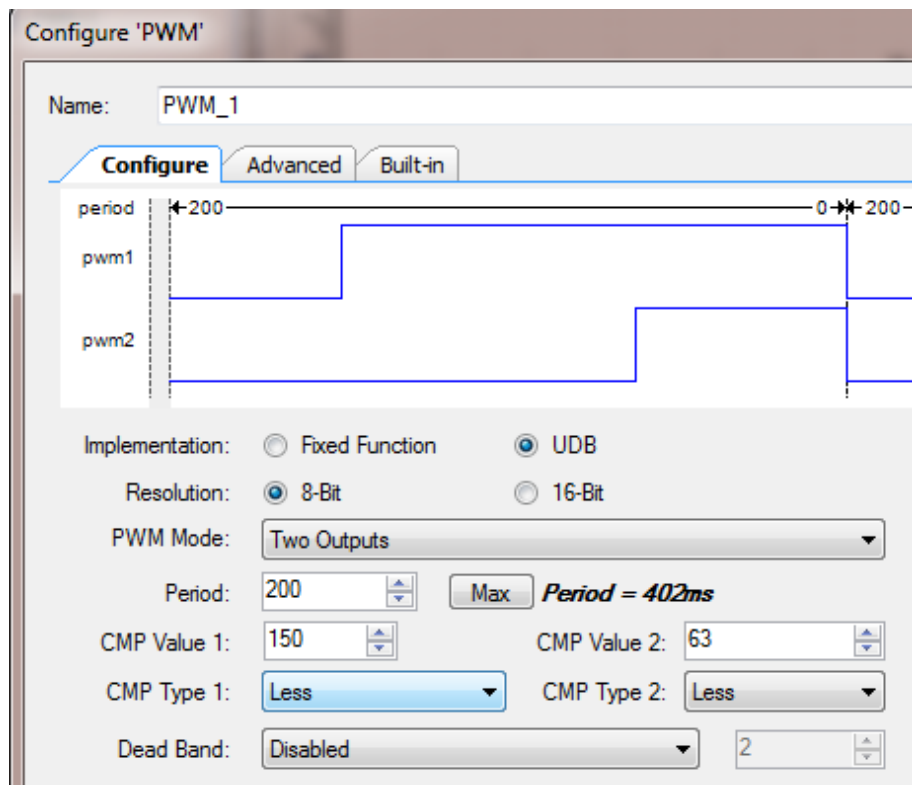 Configure 'PWM'
Name: PWM_1
Configure Advanced Built-in
period 200 0 200
pwm1
pwm2
Implementation: Fixed Function UDB
Resolution: 8-Bit 16-Bit
PWM Mode: Two Outputs
Period: 200 Max Period = 402ms
CMP Value 1: 150 CMP Value 2: 63
CMP Type 1: Less CMP Type 2: Less
Dead Band: Disabled 2